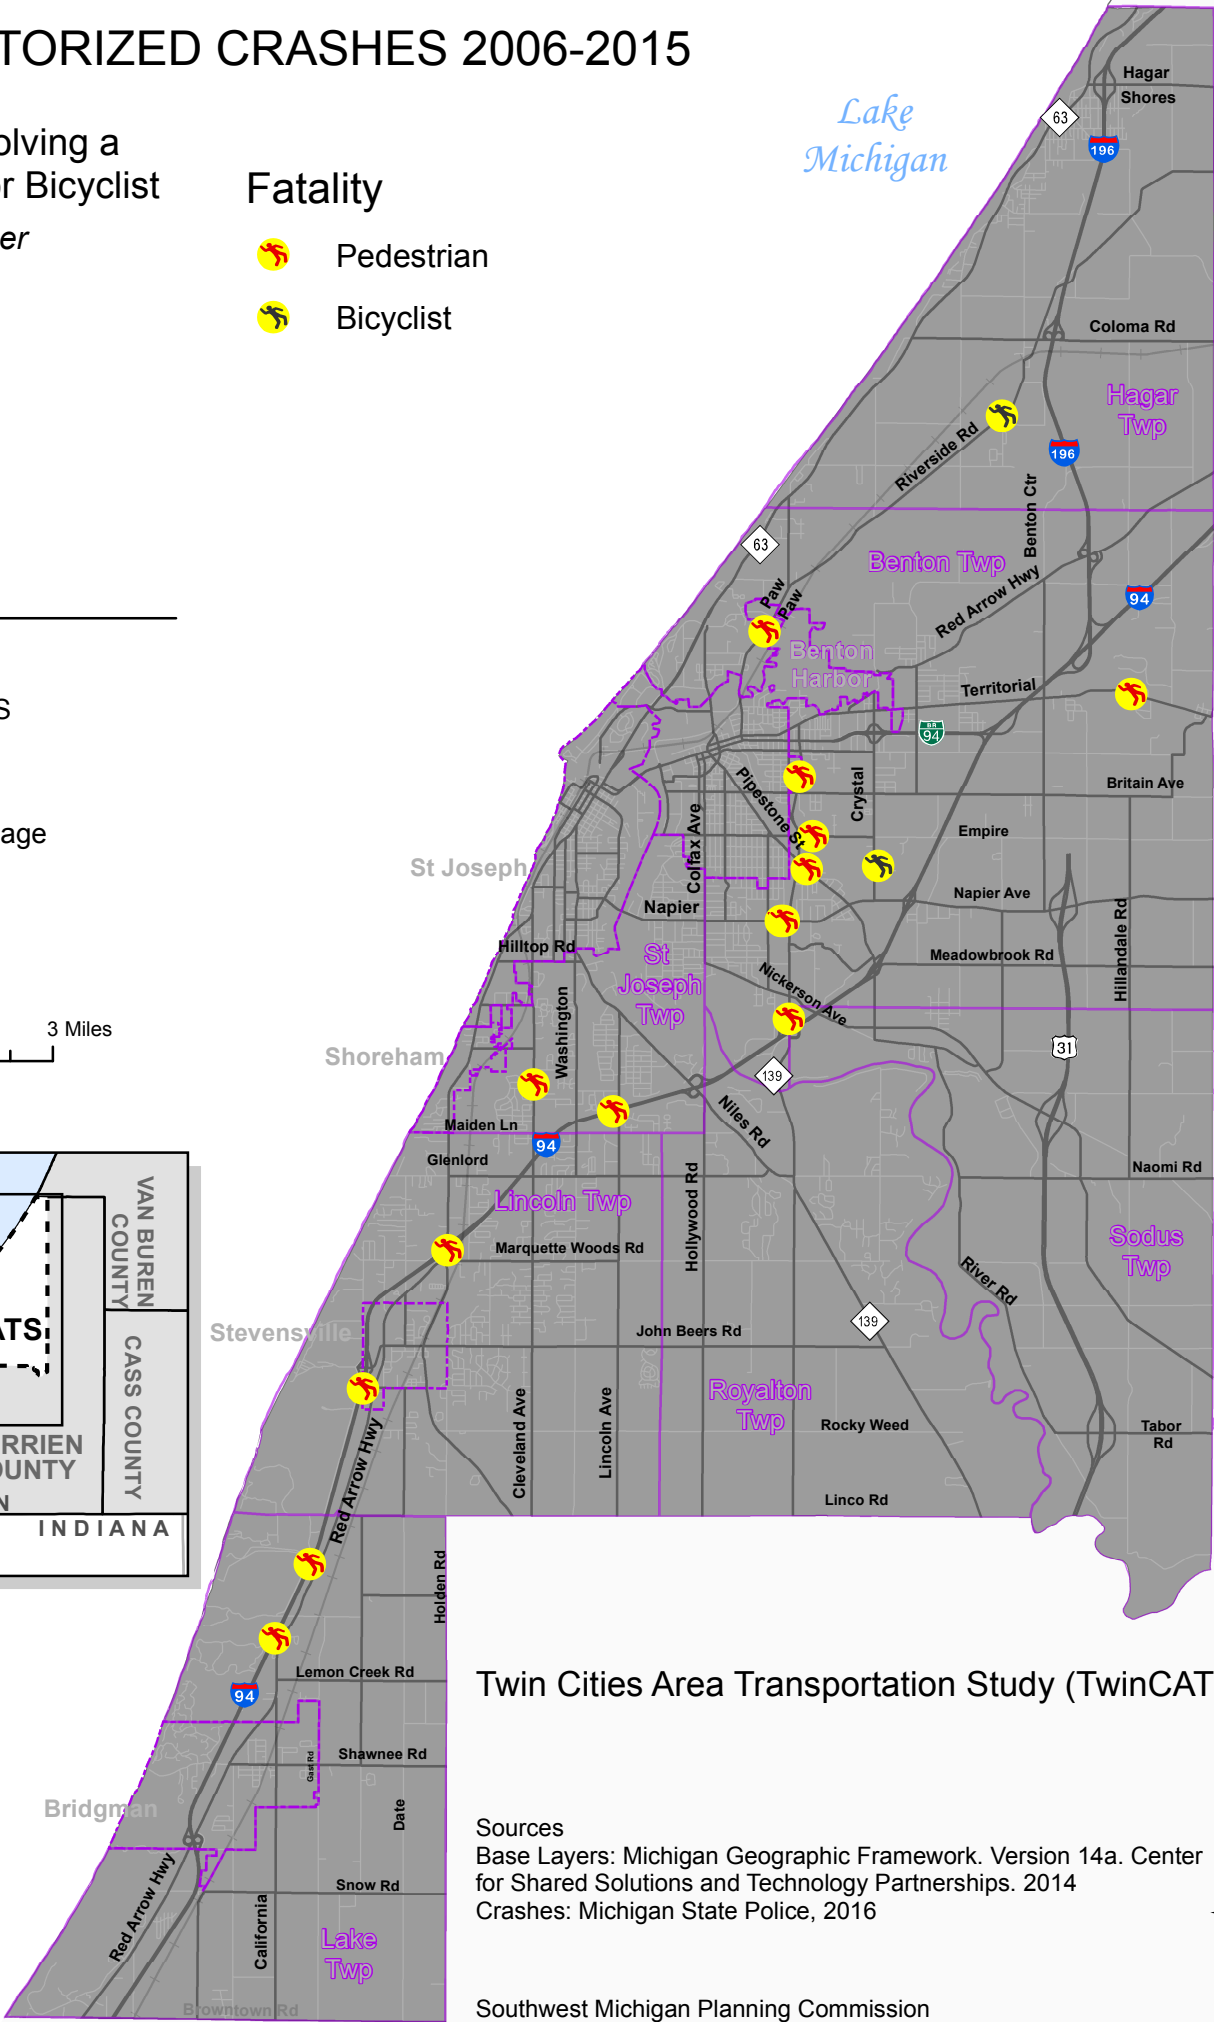 TORIZED CRASHES 2006-2015
olving a
or Bicyclist
er
Fatality
Pedestrian
Bicyclist
Lake
Michigan
Hagar
Shores
63
196
Coloma Rd
Hagar
Twp
Riverside Rd
196
Benton Ctr
63
Benton Twp
Paw
Paw
Red Arrow Hwy
94
Benton
Harbor
Territorial
S
BR
94
Pipestone St
Crystal
Britain Ave
age
Colfax Ave
Empire
St Joseph
Napier Ave
Napier
Hillandale Rd
Hilltop Rd
St
Joseph
Twp
Meadowbrook Rd
Nickerson Ave
Washington
3 Miles
Shoreham
31
139
Niles Rd
Maiden Ln
94
Glenlord
Naomi Rd
Hollywood Rd
Lincoln Twp
VAN BUREN
COUNTY
Marquette Woods Rd
Sodus
Twp
River Rd
ATS
Stevensville
John Beers Rd
139
CASS COUNTY
Royalton
Twp
Cleveland Ave
Lincoln Ave
Rocky Weed
Tabor
Rd
Red Arrow Hwy
RRIEN
OUNTY
N
INDIANA
Linco Rd
Holden Rd
Lemon Creek Rd
94
Twin Cities Area Transportation Study (TwinCAT
Shawnee Rd
Gast Rd
Bridgman
Date
Sources
Base Layers: Michigan Geographic Framework. Version 14a. Center
for Shared Solutions and Technology Partnerships. 2014
Crashes: Michigan State Police, 2016
Red Arrow Hwy
Snow Rd
California
Lake
Twp
Browntown Rd
Southwest Michigan Planning Commission